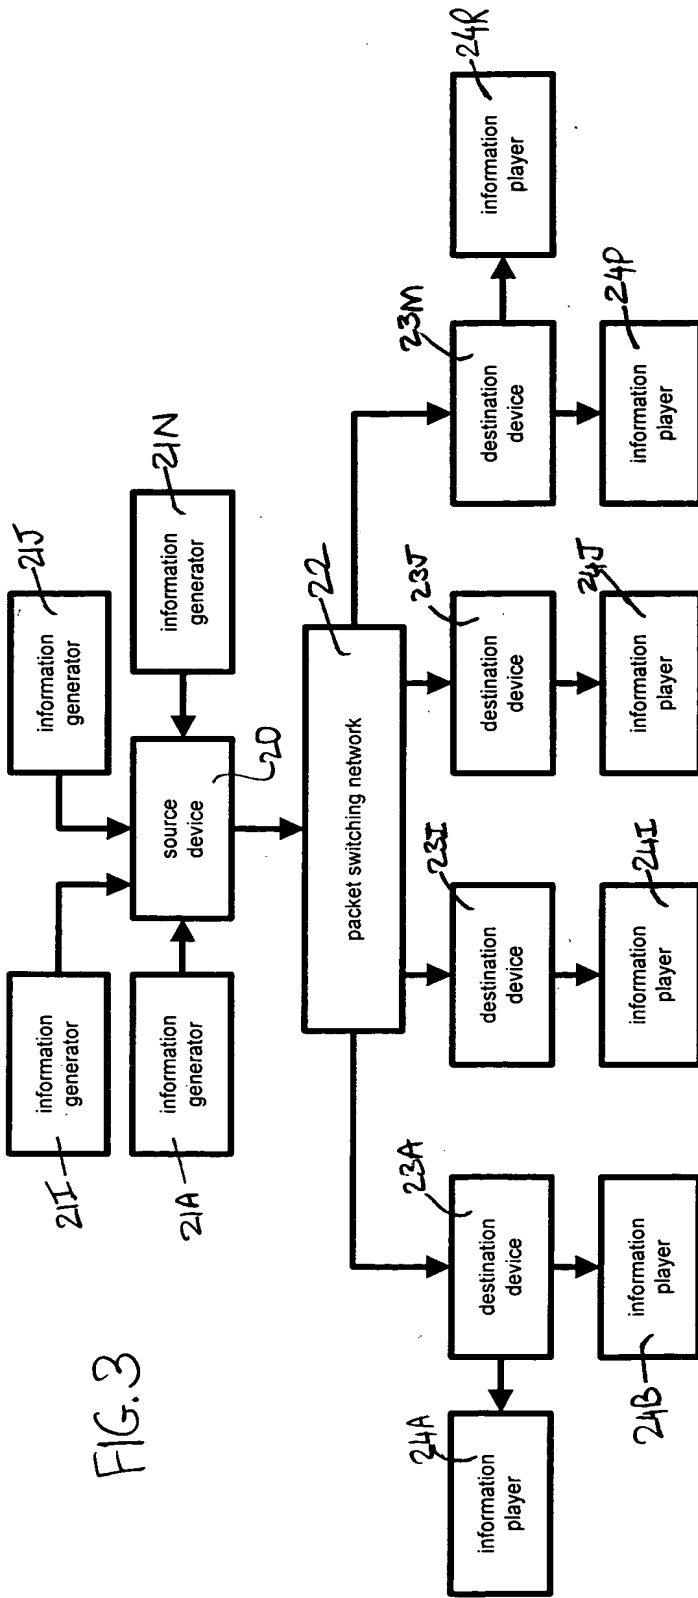 FIG. 3
information
generator
21I
information
generator
21J
information
generator
21A
source
device
20
information
generator
21N
packet switching network
22
destination
device
23A
destination
device
23I
destination
device
23J
destination
device
23M
information
player
24A
information
player
24B
information
player
24I
information
player
24J
information
player
24P
information
player
24R